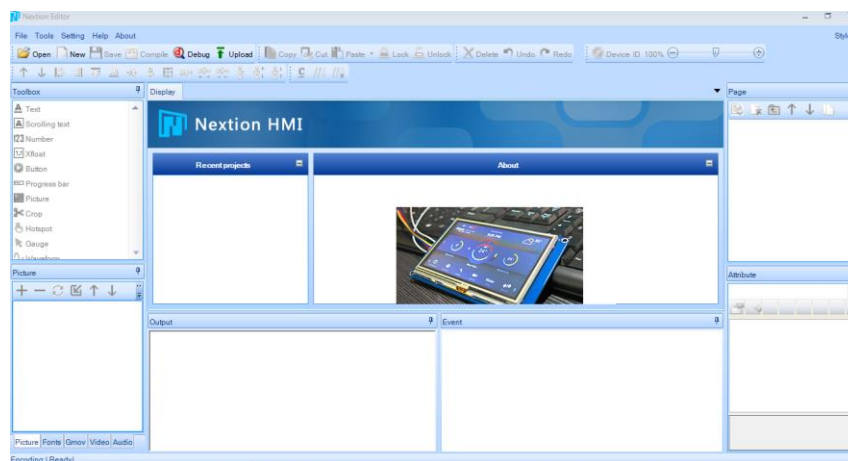 Nextion Editor
File Tools Setting Help About
Open New Save Compile Debug Upload Copy Cut Paste Lock Unlock Delete Undo Redo Device ID 100%
Toolbox
Display
Page
Text
Scrolling text
Number
Xfloat
Button
Progress bar
Picture
Crop
Hotspot
Gauge
Waveform
Nextion HMI
Recent projects
About
Picture
Attribute
Output
Event
Picture Fonts Gmov Video Audio
Encoding: Ready!